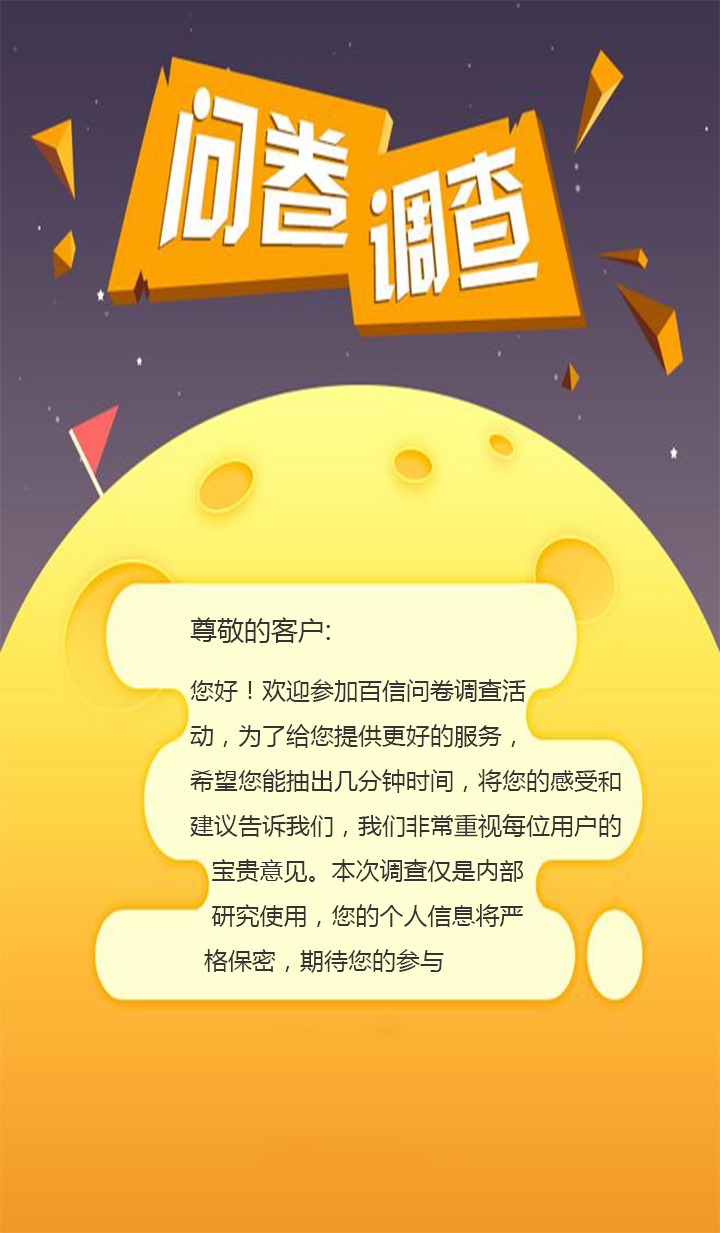 问卷
调查
尊敬的客户:
您好！欢迎参加百信问卷调查活
动，为了给您提供更好的服务，
希望您能抽出几分钟时间，将您的感受和
建议告诉我们，我们非常重视每位用户的
宝贵意见。本次调查仅是内部
研究使用，您的个人信息将严
格保密，期待您的参与